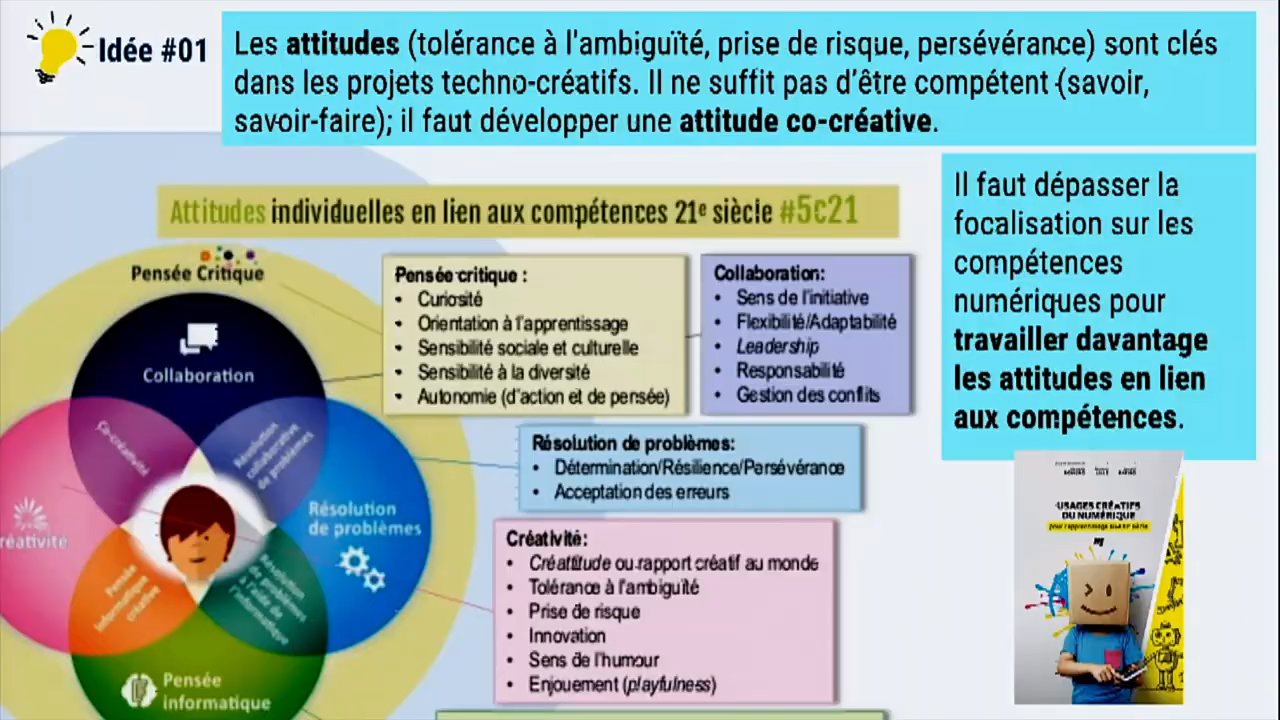 Idée #01
Les attitudes (tolérance à l'ambiguïté, prise de risque, persévérance) sont clés
dans les projets techno-créatifs. Il ne suffit pas d'être compétent (savoir,
savoir-faire); il faut développer une attitude co-créative.
Il faut dépasser la
focalisation sur les
compétences
numériques pour
travailler davantage
les attitudes en lien
aux compétences.
Attitudes individuelles en lien aux compétences 21e siècle #5c21
Pensée Critique
Collaboration
Co-créativité
Résolution
collaborative
de problèmes
Résolution
de problèmes
réativité
Pensée
informatique
créative
Résolution
de problèmes
à l'aide de
l'informatique
Pensée
informatique
Pensée critique :
• Curiosité
• Orientation à l'apprentissage
• Sensibilité sociale et culturelle
• Sensibilité à la diversité
• Autonomie (d'action et de pensée)
Collaboration:
• Sens de l'initiative
• Flexibilité/Adaptabilité
• Leadership
• Responsabilité
• Gestion des conflits
Résolution de problèmes:
• Détermination/Résilience/Persévérance
• Acceptation des erreurs
Créativité:
• Créattitude ou rapport créatif au monde
• Tolérance à l'ambiguïté
• Prise de risque
• Innovation
• Sens de l'humour
• Enjouement (playfulness)
USAGES CRÉATIFS
DU NUMÉRIQUE
pour l'apprentissage au XXIe siècle